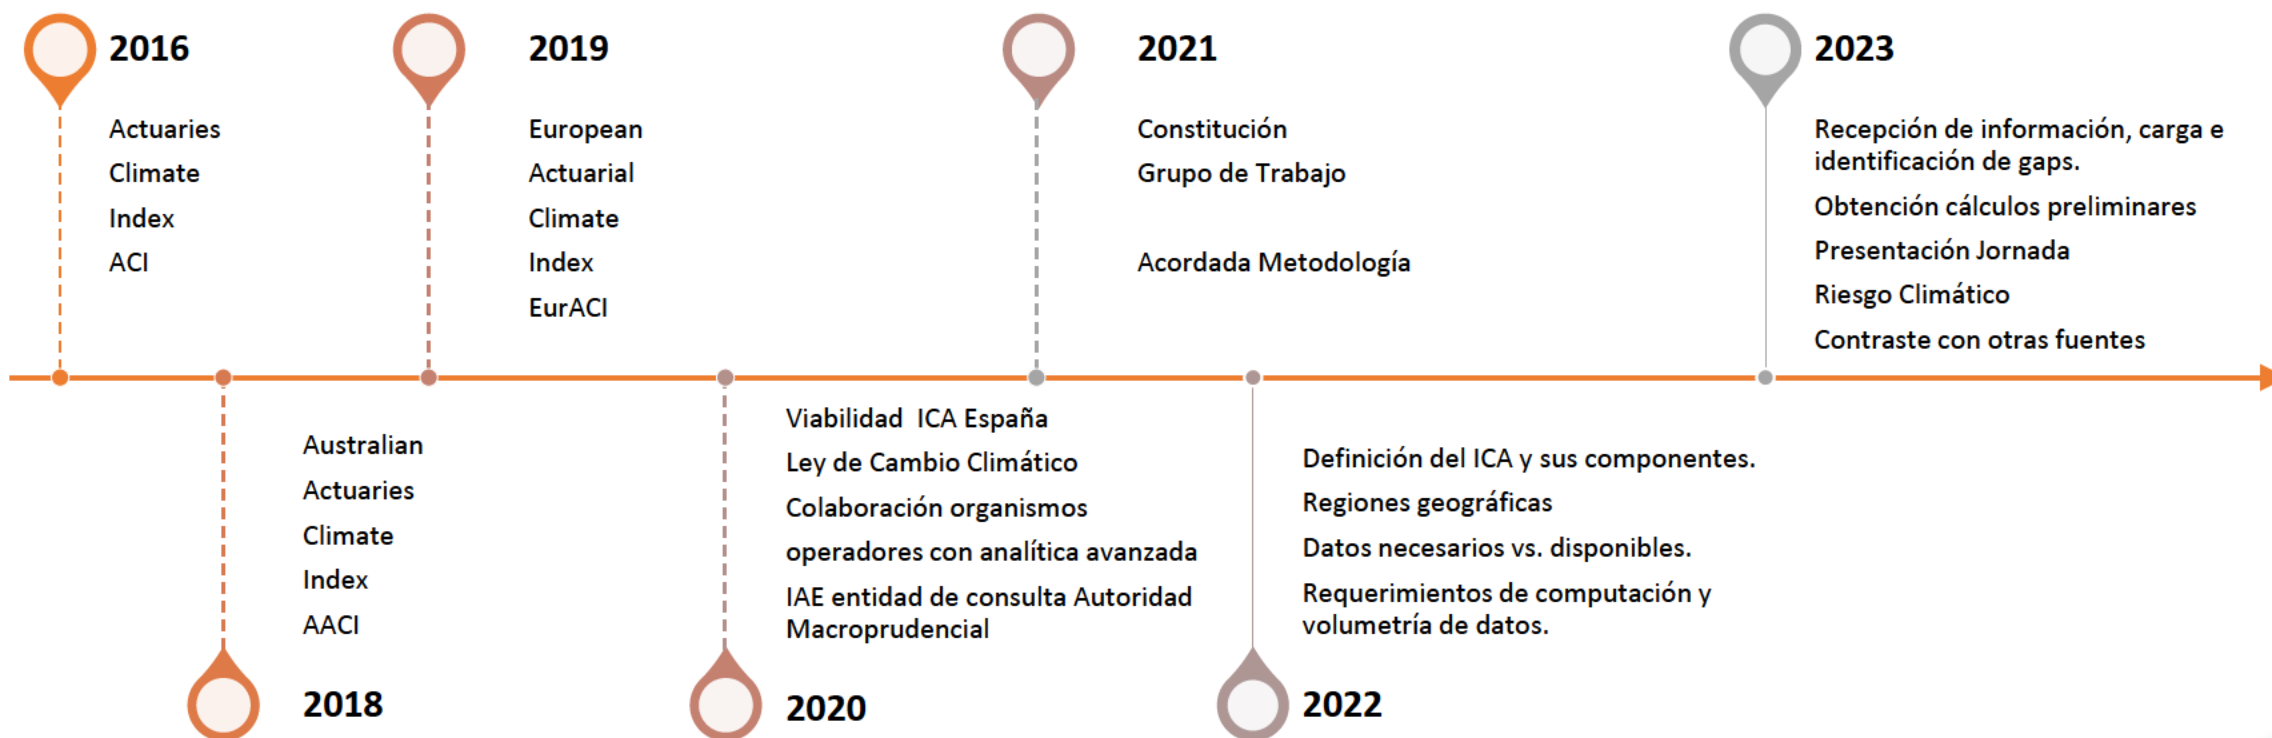 2016
Actuaries
Climate
Index
ACI
2019
European
Actuarial
Climate
Index
EurACI
2021
Constitución
Grupo de Trabajo
Acordada Metodología
2023
Recepción de información, carga e
identificación de gaps.
Obtención cálculos preliminares
Presentación Jornada
Riesgo Climático
Contraste con otras fuentes
Australian
Actuaries
Climate
Index
AACI
2018
Viabilidad ICA España
Ley de Cambio Climático
Colaboración organismos
operadores con analítica avanzada
IAE entidad de consulta Autoridad
Macroprudencial
2020
Definición del ICA y sus componentes.
Regiones geográficas
Datos necesarios vs. disponibles.
Requerimientos de computación y
volumetría de datos.
2022